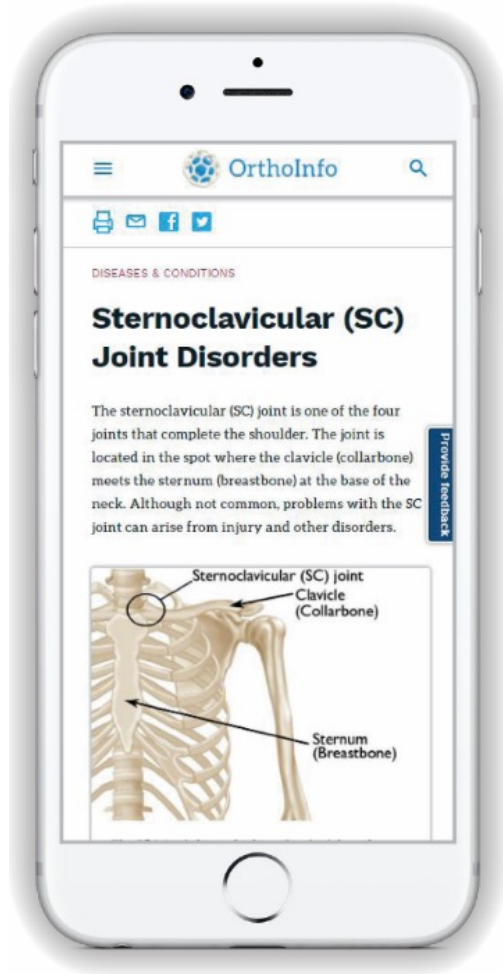 OrthoInfo
DISEASES & CONDITIONS
Sternoclavicular (SC)
Joint Disorders
The sternoclavicular (SC) joint is one of the four
joints that complete the shoulder. The joint is
located in the spot where the clavicle (collarbone)
meets the sternum (breastbone) at the base of the
neck. Although not common, problems with the SC
joint can arise from injury and other disorders.
Provide feedback
Sternoclavicular (SC) joint
Clavicle
(Collarbone)
Sternum
(Breastbone)